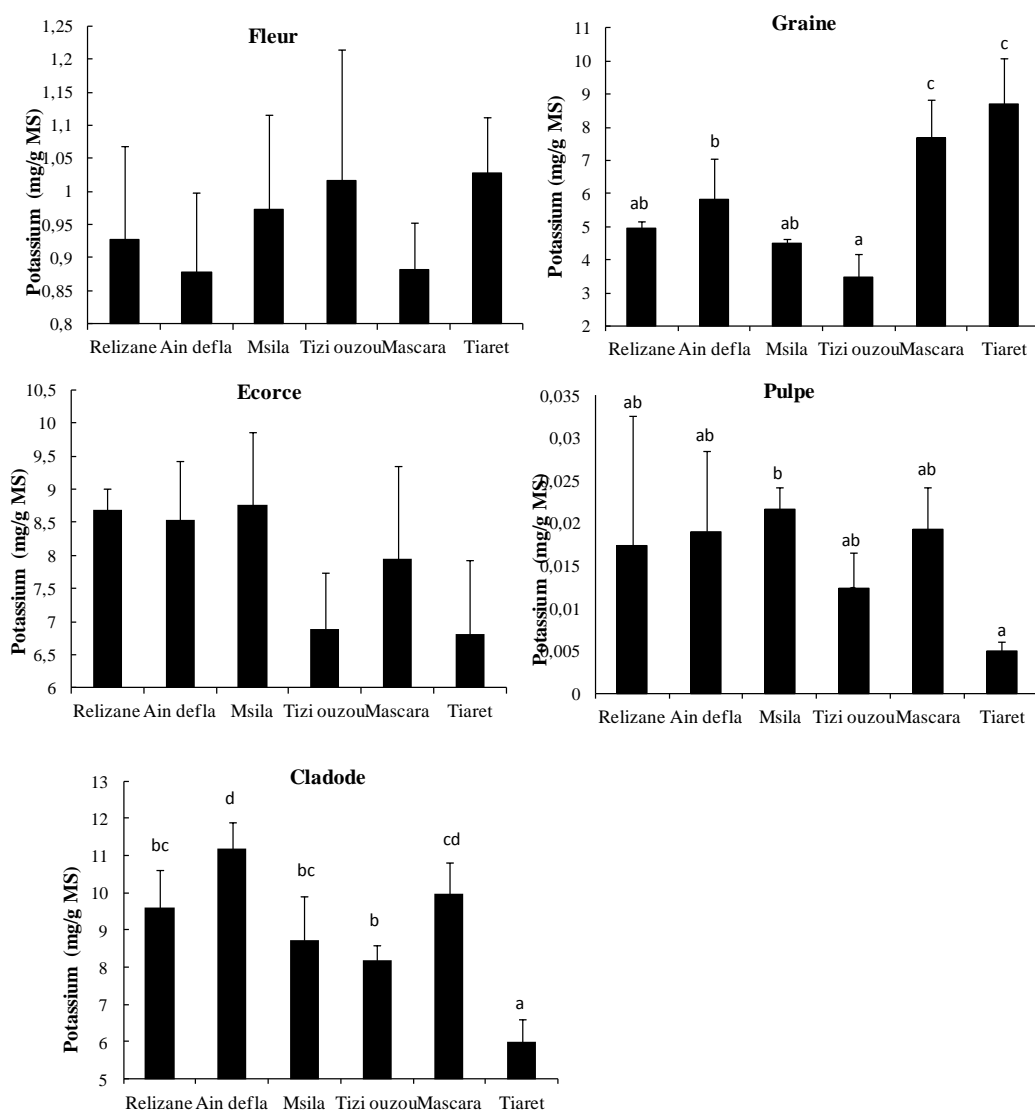 Fleur
Potassium (mg/g MS)
1,25
1,2
1,15
1,1
1,05
1
0,95
0,9
0,85
0,8
Relizane Ain defla Msila Tizi ouzou Mascara Tiaret
Graine
Potassium (mg/g MS)
11
10
9
8
7
6
5
4
3
2
ab b ab a c c
Relizane Ain defla Msila Tizi ouzou Mascara Tiaret
Ecorce
Potassium (mg/g MS)
10,5
10
9,5
9
8,5
8
7,5
7
6,5
6
Relizane Ain defla Msila Tizi ouzou Mascara Tiaret
Pulpe
Potassium (mg/g MS)
0,035
0,03
0,025
0,02
0,015
0,01
0,005
0
ab ab b ab ab a
Relizane Ain defla Msila Tizi ouzou Mascara Tiaret
Cladode
Potassium (mg/g MS)
13
12
11
10
9
8
7
6
5
bc d bc b cd a
Relizane Ain defla Msila Tizi ouzou Mascara Tiaret